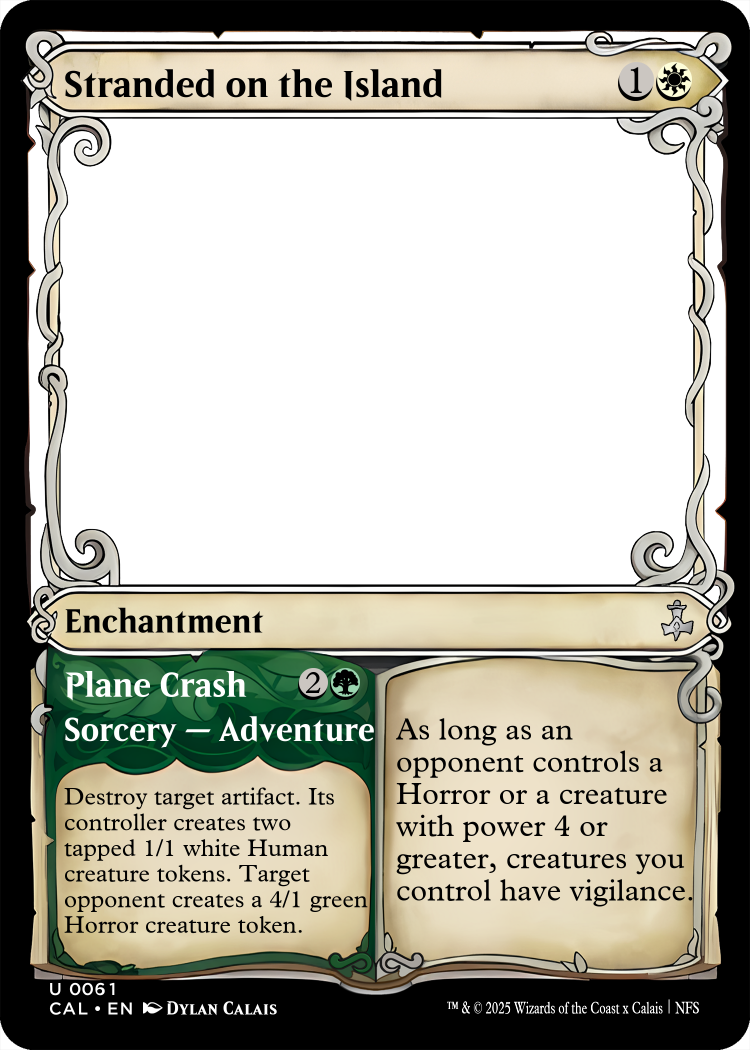 Stranded on the Island 1
Enchantment
Plane Crash 2
Sorcery — Adventure
Destroy target artifact. Its
controller creates two
tapped 1/1 white Human
creature tokens. Target
opponent creates a 4/1 green
Horror creature token.
As long as an
opponent controls a
Horror or a creature
with power 4 or
greater, creatures you
control have vigilance.
U 0061
CAL • EN DYLAN CALAIS
™ & © 2025 Wizards of the Coast x Calais | NFS